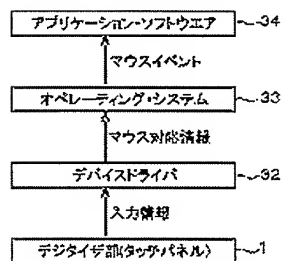 アプリケーション・ソフトウエア 34
マウスイベント
オペレーティング・システム 33
マウス対応情報
デバイスドライバ 32
入力情報
デジタイザ部(タッチパネル) 1